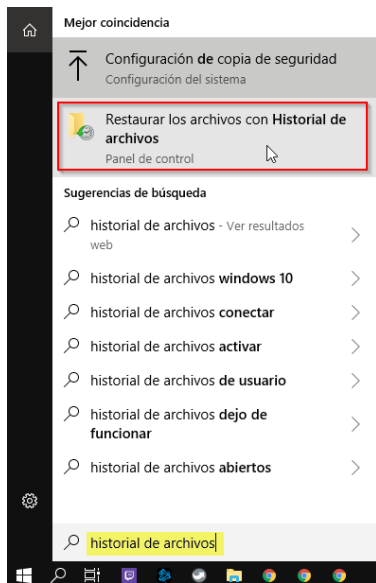 Mejor coincidencia
Configuración de copia de seguridad
Configuración del sistema
Restaurar los archivos con Historial de
archivos
Panel de control
Sugerencias de búsqueda
historial de archivos - Ver resultados
web
historial de archivos windows 10
historial de archivos conectar
historial de archivos activar
historial de archivos de usuario
historial de archivos dejo de
funcionar
historial de archivos abiertos
historial de archivos